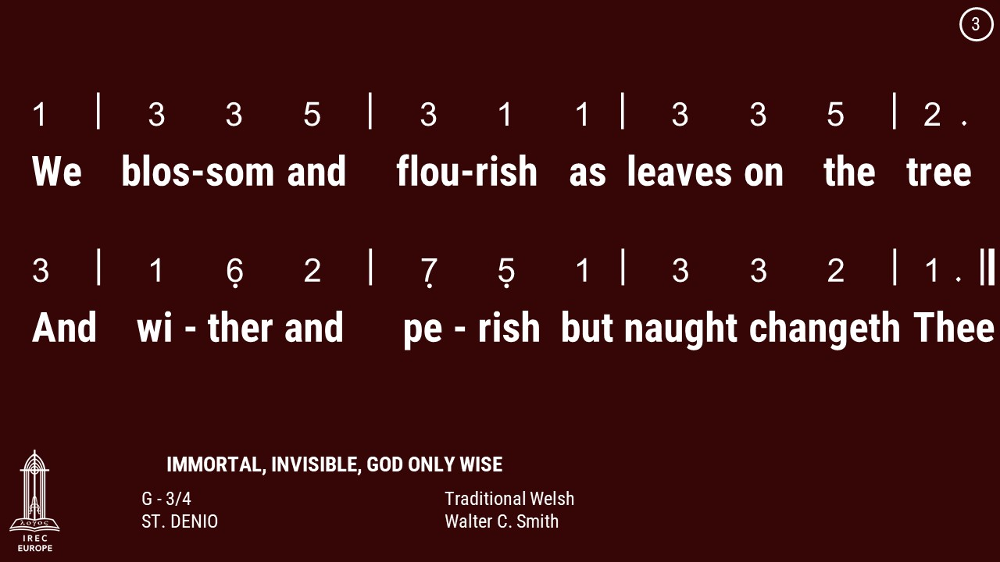 3
1 | 3 3 5 | 3 1 1 | 3 3 5 | 2 .
We blos-som and flou-rish as leaves on the tree
3 | 1 6̣ 2 | 7̣ 5̣ 1 | 3 3 2 | 1 . ||
And wi - ther and pe - rish but naught changeth Thee
IMMORTAL, INVISIBLE, GOD ONLY WISE
G - 3/4 Traditional Welsh
ST. DENIO Walter C. Smith
λογος
IREC
EUROPE